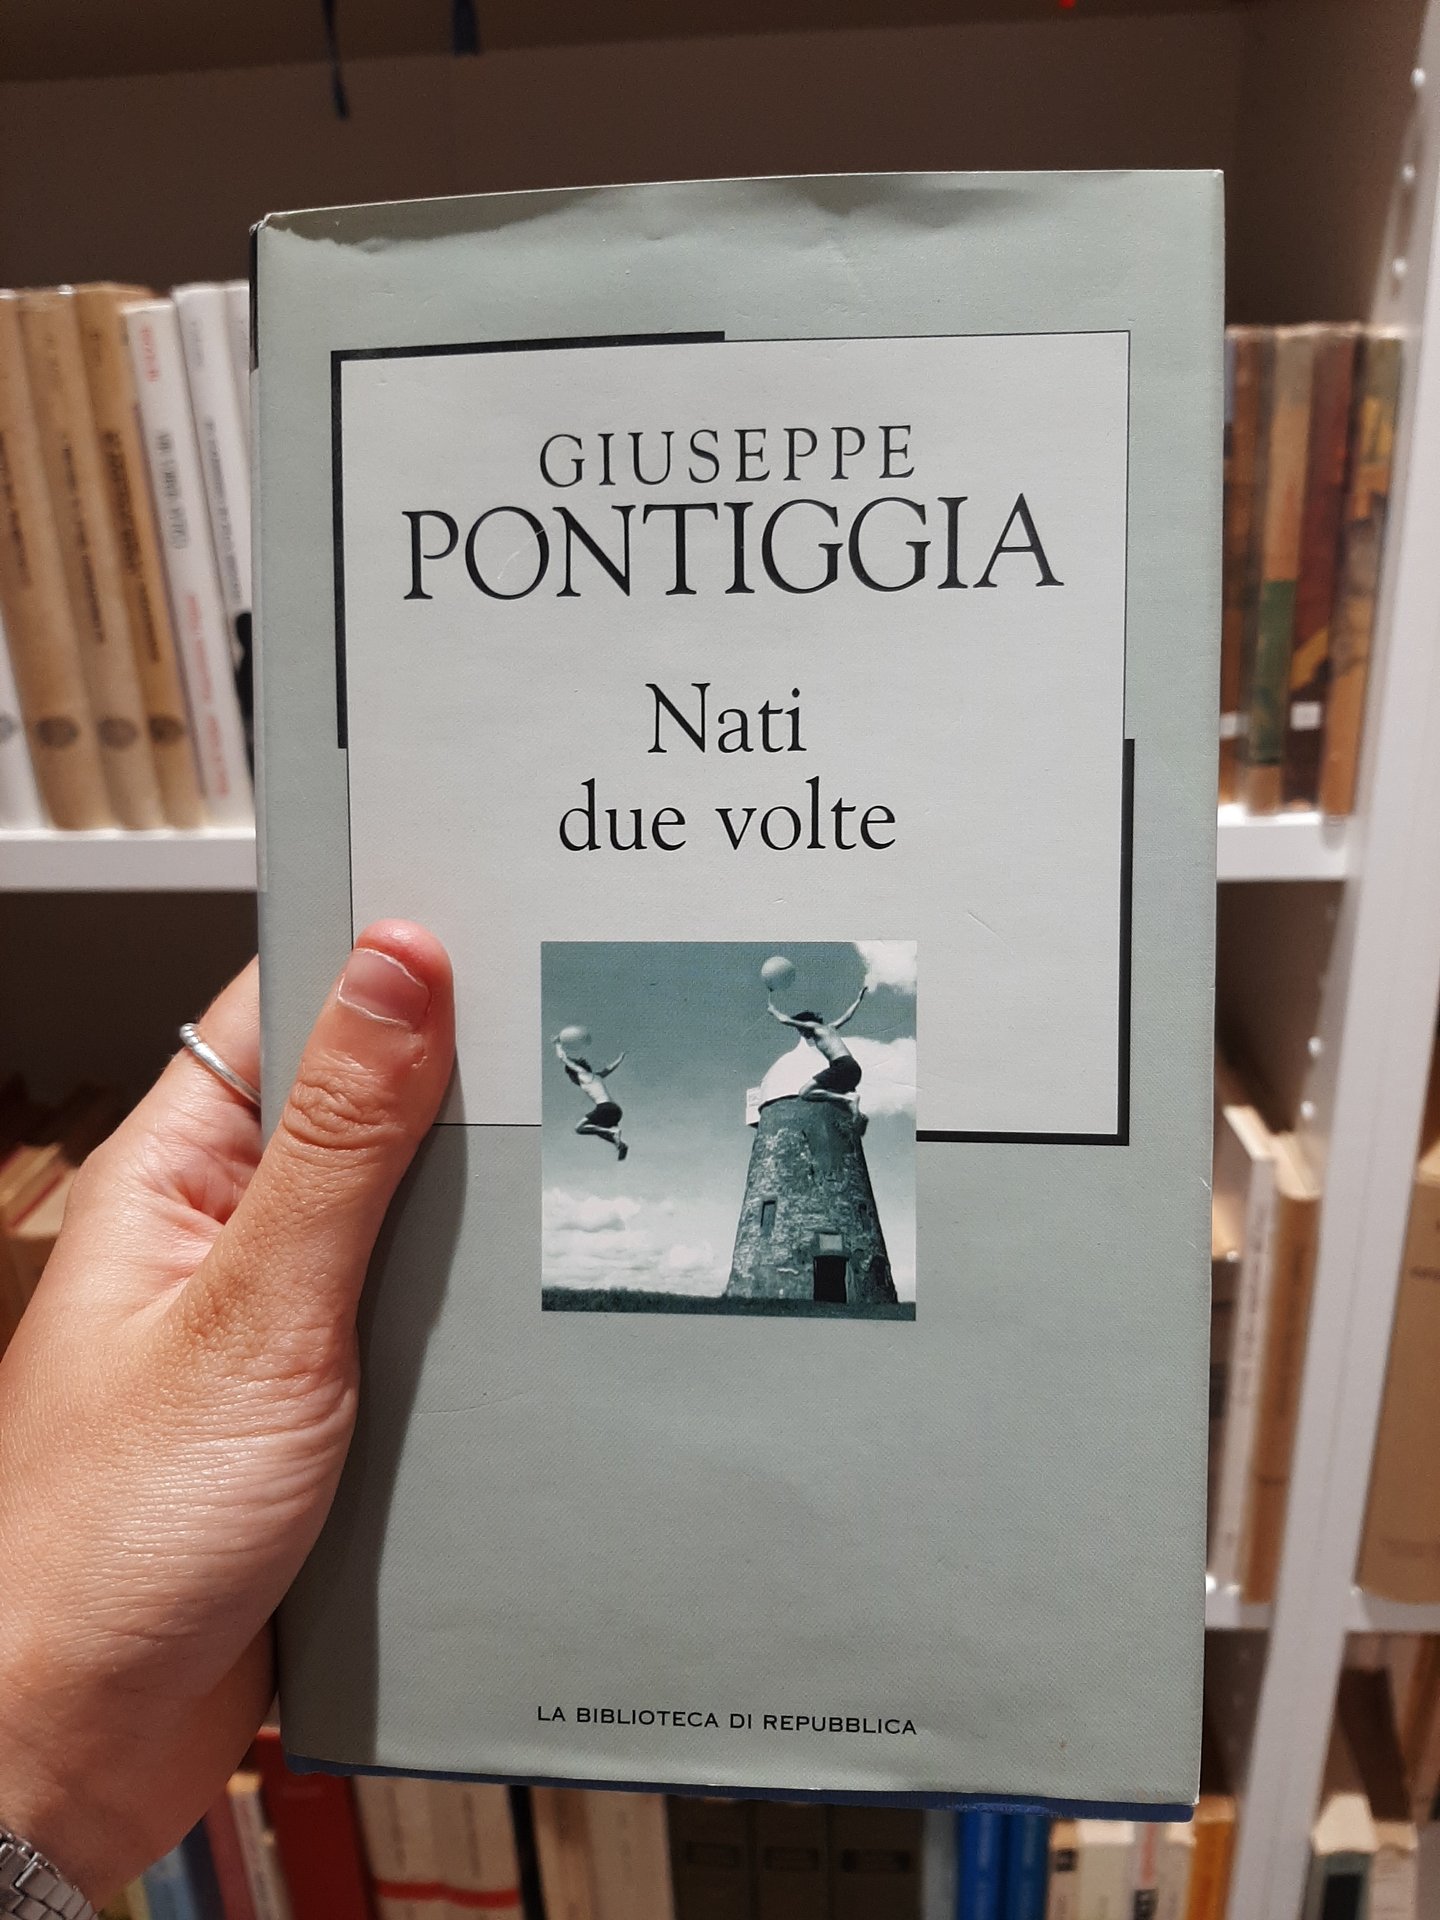 GIUSEPPE
PONTIGGIA
Nati
due volte
LA BIBLIOTECA DI REPUBBLICA